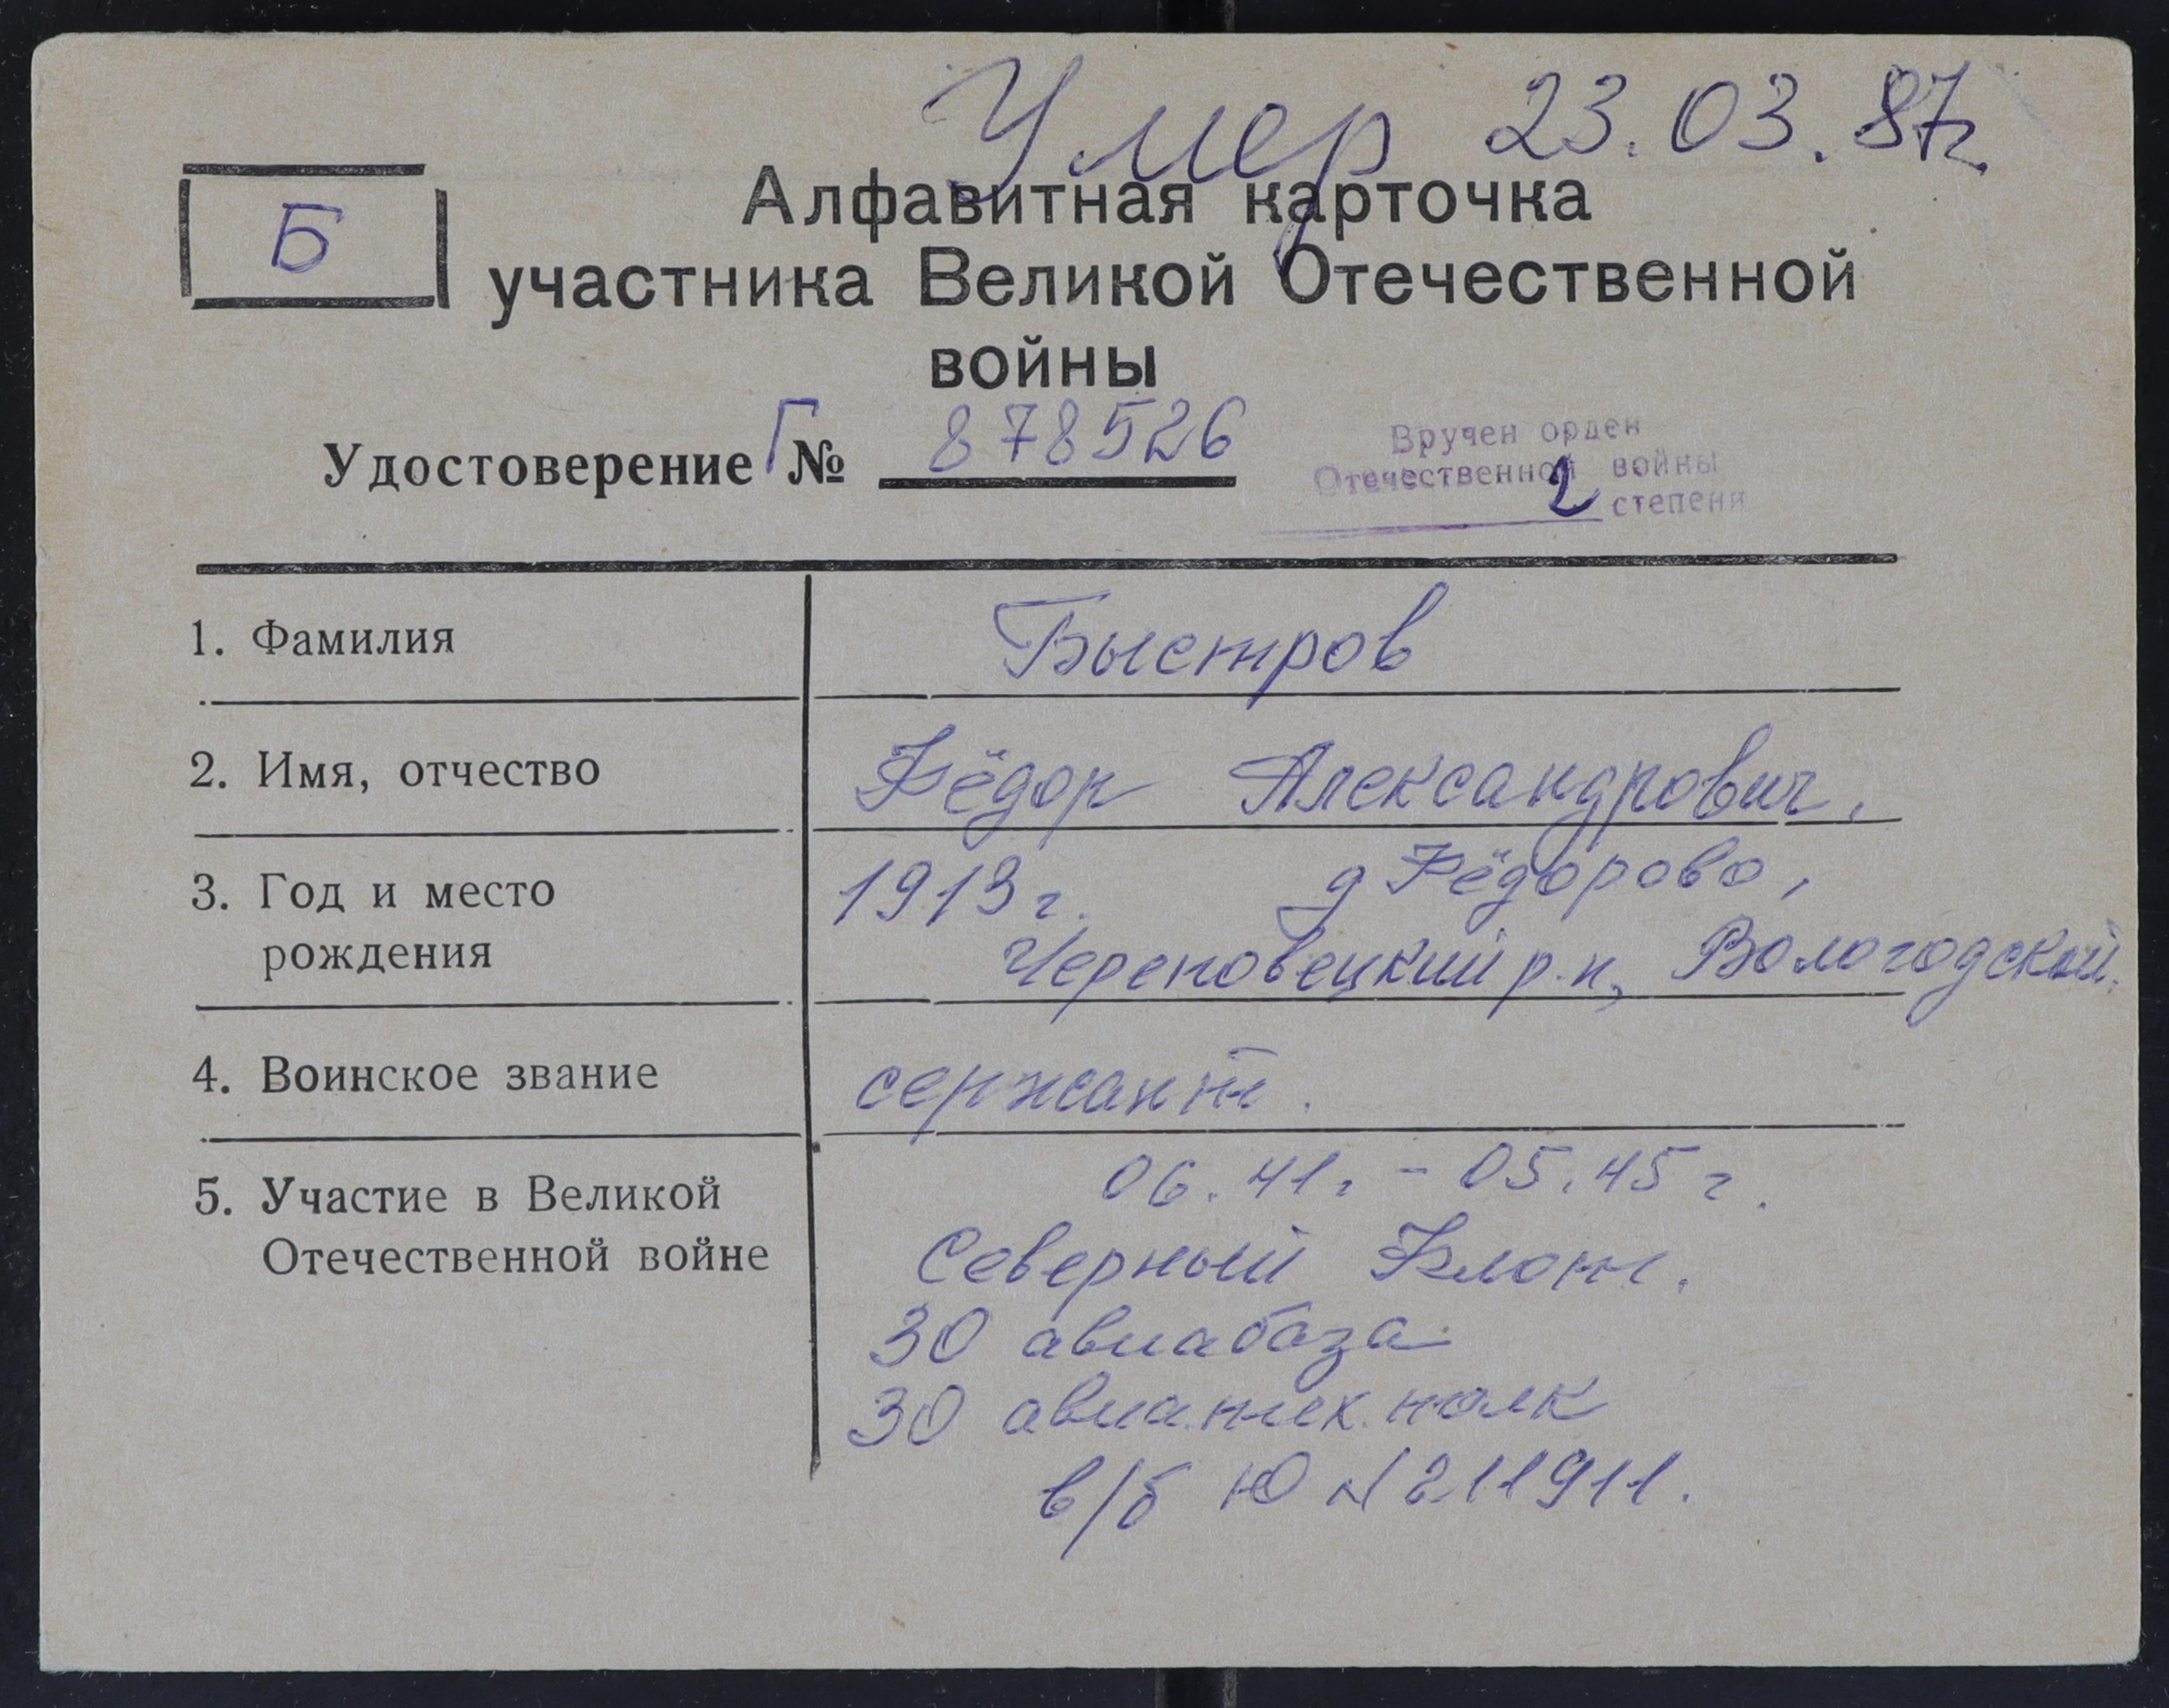 Умер 23.03.87г.
Б
Алфавитная карточка
участника Великой Отечественной
войны
Удостоверение Г № 878526
Вручен орден
Отечественной войны
2 степени
1. Фамилия
Быстров
2. Имя, отчество
Фёдор Александрович,
3. Год и место
рождения
1913г. д Фёдорово,
Череповецкий р-н, Вологодской.
4. Воинское звание
сержант.
5. Участие в Великой
Отечественной войне
06.41г - 05.45г.
Северный Флот.
30 авиабаза
30 авиатех. полк
в/б Ю N 211911.